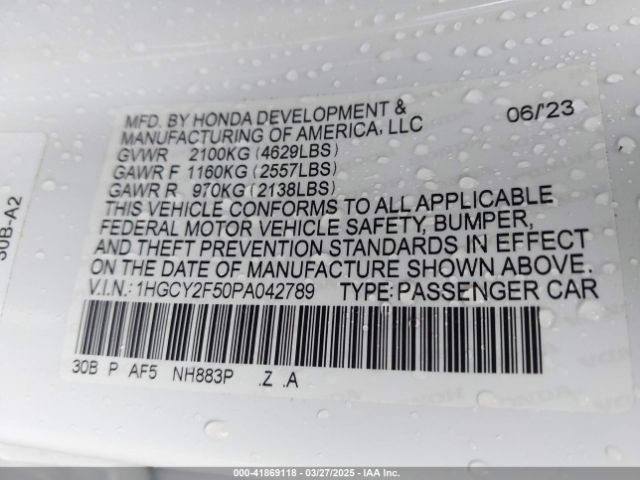 MFD. BY HONDA DEVELOPMENT &
MANUFACTURING OF AMERICA, LLC 06/'23
GVWR 2100KG (4629LBS)
GAWR F 1160KG (2557LBS)
GAWR R 970KG (2138LBS)
THIS VEHICLE CONFORMS TO ALL APPLICABLE
FEDERAL MOTOR VEHICLE SAFETY, BUMPER,
AND THEFT PREVENTION STANDARDS IN EFFECT
ON THE DATE OF MANUFACTURE SHOWN ABOVE.
V.I.N.: 1HGCY2F50PA042789 TYPE: PASSENGER CAR
30B P AF5 NH883P .Z .A
30B-A2
000-41869118 - 03/27/2025 - IAA Inc.